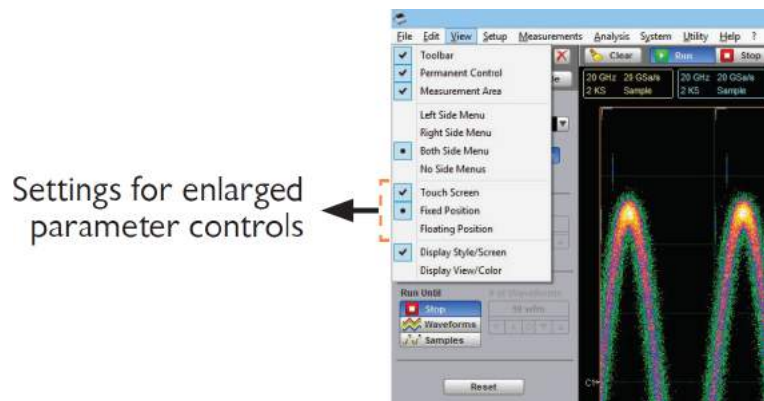 Settings for enlarged
parameter controls
File Edit View Setup Measurements Analysis System Utility Help ?
Toolbar
Permanent Control
Measurement Area
Left Side Menu
Right Side Menu
Both Side Menu
No Side Menus
Touch Screen
Fixed Position
Floating Position
Display Style/Screen
Display View/Color
Clear Run Stop
20 GHz 20 GSa/s 20 GHz 20 GSa/s
2 KS Sample 2 KS Sample
Run Until # of Waveforms
Stop
Waveforms
Samples
Reset
C1